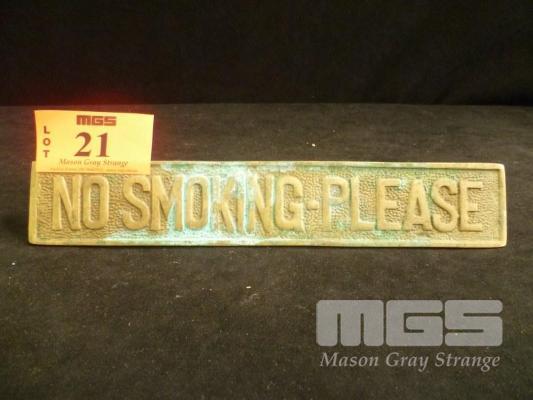 MGS
LOT
21
Mason Gray Strange
NO SMOKING-PLEASE
MGS
Mason Gray Strange